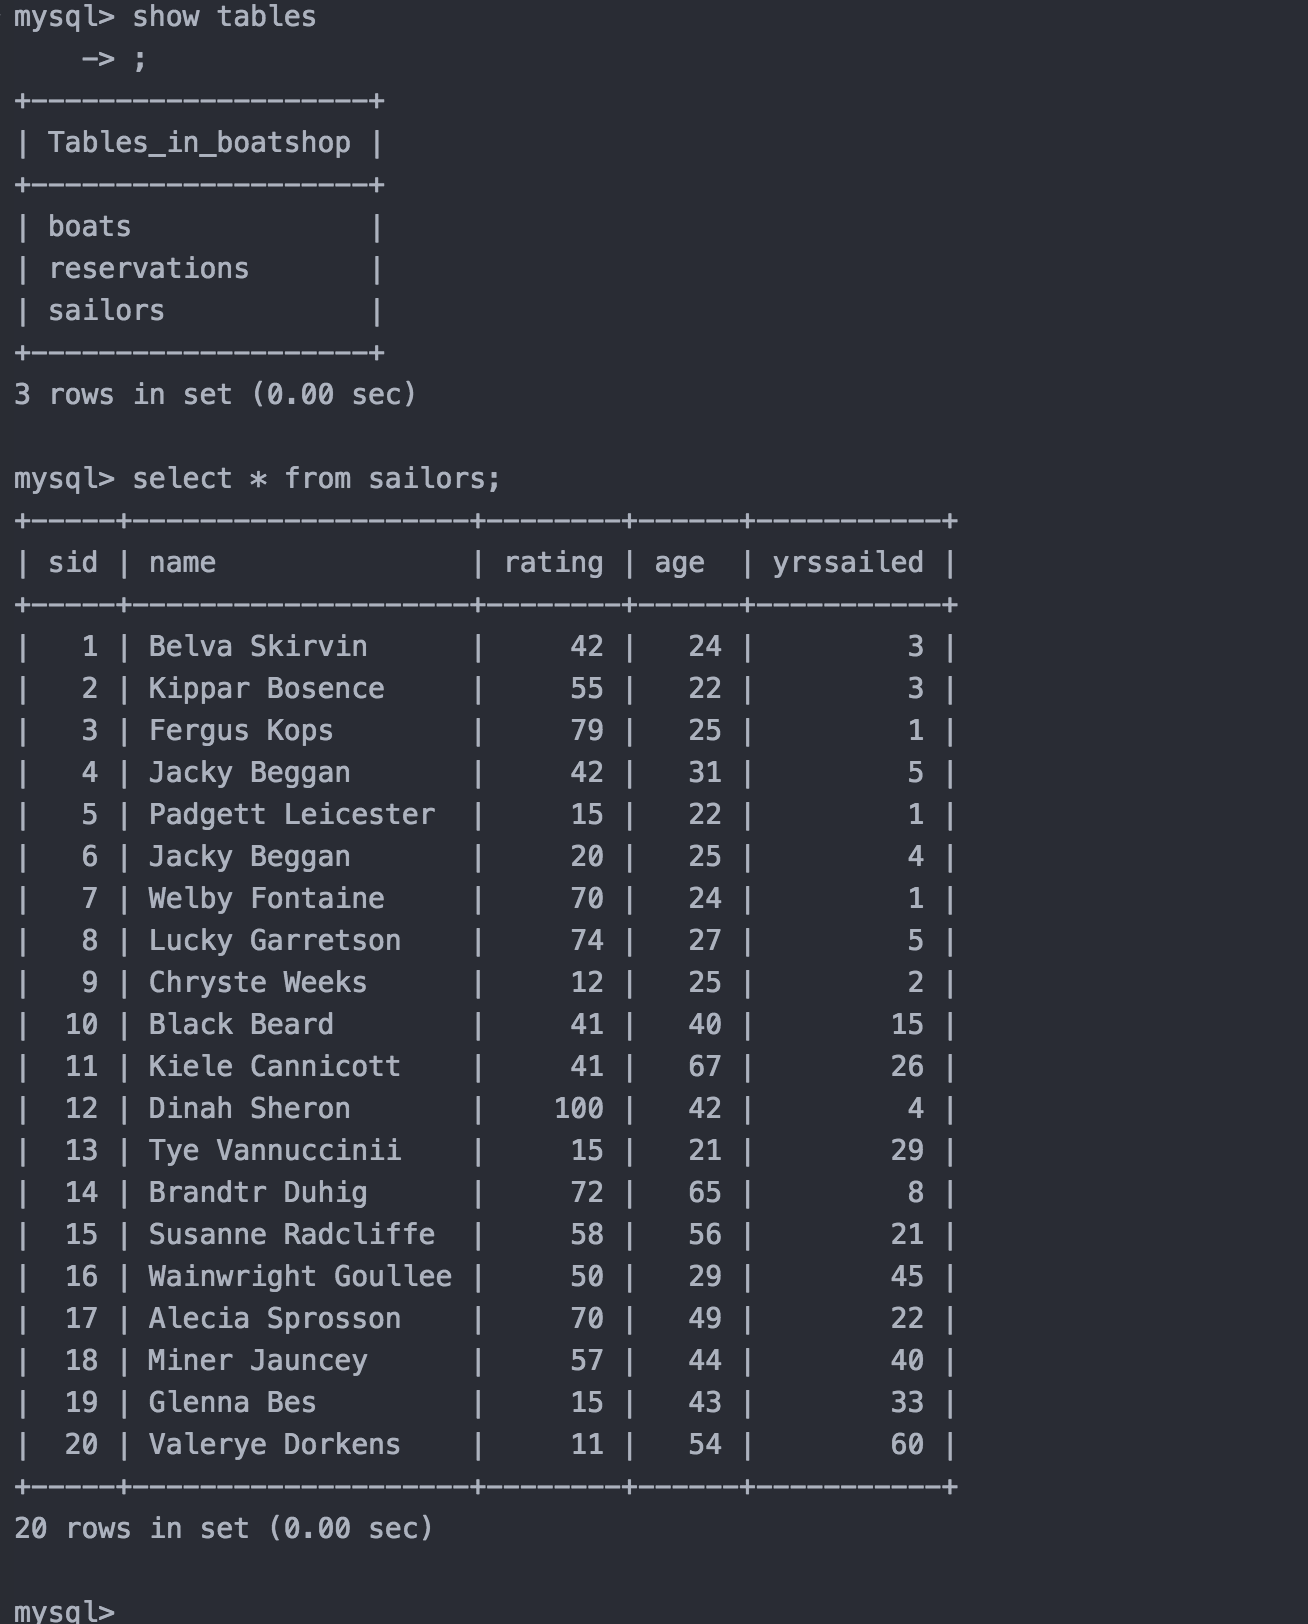 mysql> show tables
    -> ;
+--------------------+
| Tables_in_boatshop |
+--------------------+
| boats              |
| reservations       |
| sailors            |
+--------------------+
3 rows in set (0.00 sec)

mysql> select * from sailors;
+-----+--------------------+--------+------+-----------+
| sid | name               | rating | age  | yrssailed |
+-----+--------------------+--------+------+-----------+
|   1 | Belva Skirvin      |     42 |   24 |         3 |
|   2 | Kippar Bosence     |     55 |   22 |         3 |
|   3 | Fergus Kops        |     79 |   25 |         1 |
|   4 | Jacky Beggan       |     42 |   31 |         5 |
|   5 | Padgett Leicester  |     15 |   22 |         1 |
|   6 | Jacky Beggan       |     20 |   25 |         4 |
|   7 | Welby Fontaine     |     70 |   24 |         1 |
|   8 | Lucky Garretson    |     74 |   27 |         5 |
|   9 | Chryste Weeks      |     12 |   25 |         2 |
|  10 | Black Beard        |     41 |   40 |        15 |
|  11 | Kiele Cannicott    |     41 |   67 |        26 |
|  12 | Dinah Sheron       |    100 |   42 |         4 |
|  13 | Tye Vannuccinii    |     15 |   21 |        29 |
|  14 | Brandtr Duhig      |     72 |   65 |         8 |
|  15 | Susanne Radcliffe  |     58 |   56 |        21 |
|  16 | Wainwright Goullee |     50 |   29 |        45 |
|  17 | Alecia Sprosson    |     70 |   49 |        22 |
|  18 | Miner Jauncey      |     57 |   44 |        40 |
|  19 | Glenna Bes         |     15 |   43 |        33 |
|  20 | Valerye Dorkens    |     11 |   54 |        60 |
+-----+--------------------+--------+------+-----------+
20 rows in set (0.00 sec)

mysql>